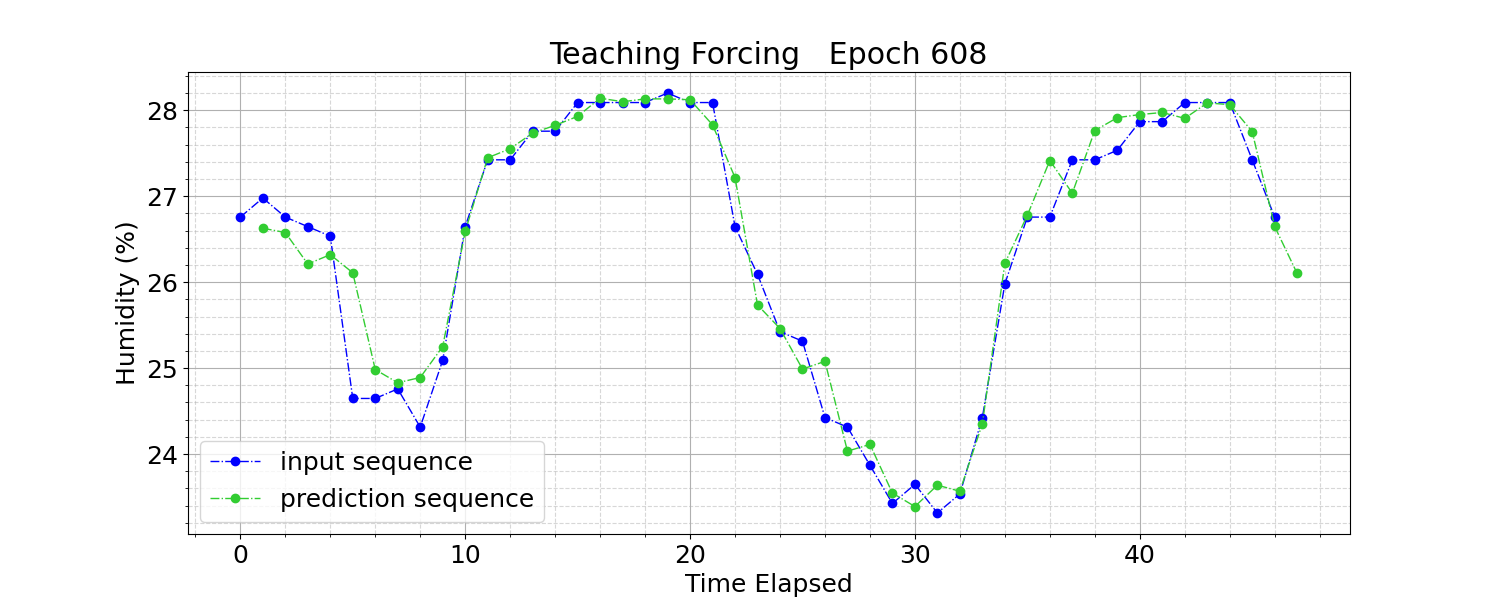 Teaching Forcing   Epoch 608
Humidity (%)
28
27
26
25
24
input sequence
prediction sequence
0 10 20 30 40
Time Elapsed